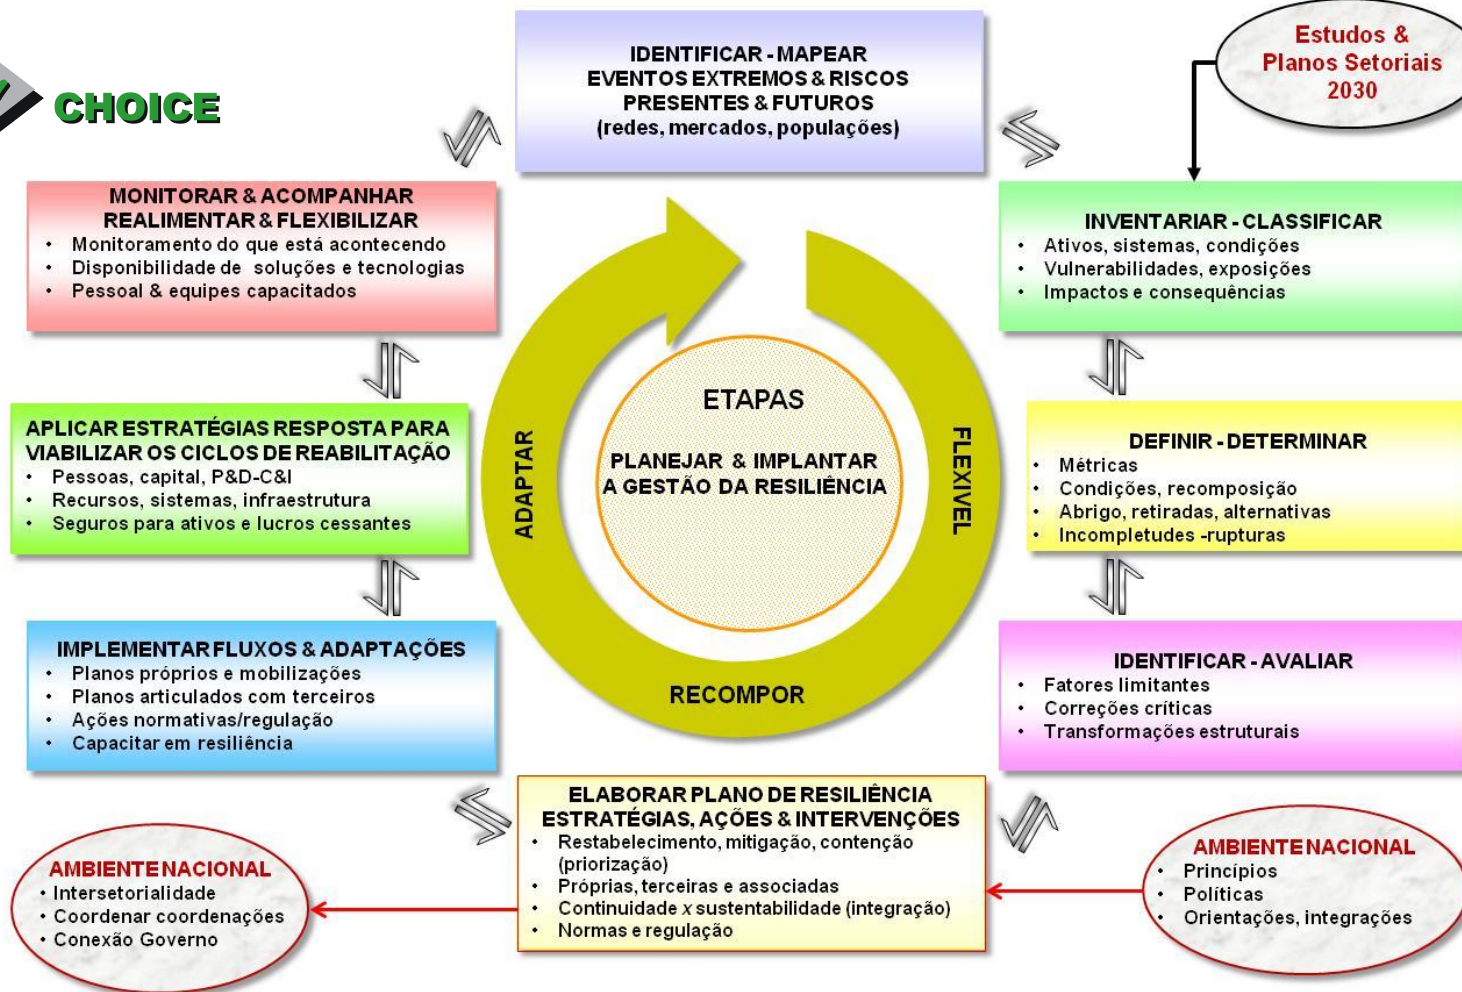 CHOICE
IDENTIFICAR - MAPEAR
EVENTOS EXTREMOS & RISCOS
PRESENTES & FUTUROS
(redes, mercados, populações)
Estudos &
Planos Setoriais
2030
MONITORAR & ACOMPANHAR
REALIMENTAR & FLEXIBILIZAR
• Monitoramento do que está acontecendo
• Disponibilidade de soluções e tecnologias
• Pessoal & equipes capacitados
INVENTARIAR - CLASSIFICAR
• Ativos, sistemas, condições
• Vulnerabilidades, exposições
• Impactos e consequências
APLICAR ESTRATÉGIAS RESPOSTA PARA
VIABILIZAR OS CICLOS DE REABILITAÇÃO
• Pessoas, capital, P&D-C&I
• Recursos, sistemas, infraestrutura
• Seguros para ativos e lucros cessantes
ADAPTAR
ETAPAS
PLANEJAR & IMPLANTAR
A GESTÃO DA RESILIÊNCIA
FLEXIVEL
RECOMPOR
DEFINIR - DETERMINAR
• Métricas
• Condições, recomposição
• Abrigo, retiradas, alternativas
• Incompletudes -rupturas
IMPLEMENTAR FLUXOS & ADAPTAÇÕES
• Planos próprios e mobilizações
• Planos articulados com terceiros
• Ações normativas/regulação
• Capacitar em resiliência
IDENTIFICAR - AVALIAR
• Fatores limitantes
• Correções críticas
• Transformações estruturais
ELABORAR PLANO DE RESILIÊNCIA
ESTRATÉGIAS, AÇÕES & INTERVENÇÕES
• Restabelecimento, mitigação, contenção
(priorização)
• Próprias, terceiras e associadas
• Continuidade x sustentabilidade (integração)
• Normas e regulação
AMBIENTE NACIONAL
• Intersetorialidade
• Coordenar coordenações
• Conexão Governo
AMBIENTE NACIONAL
• Princípios
• Políticas
• Orientações, integrações